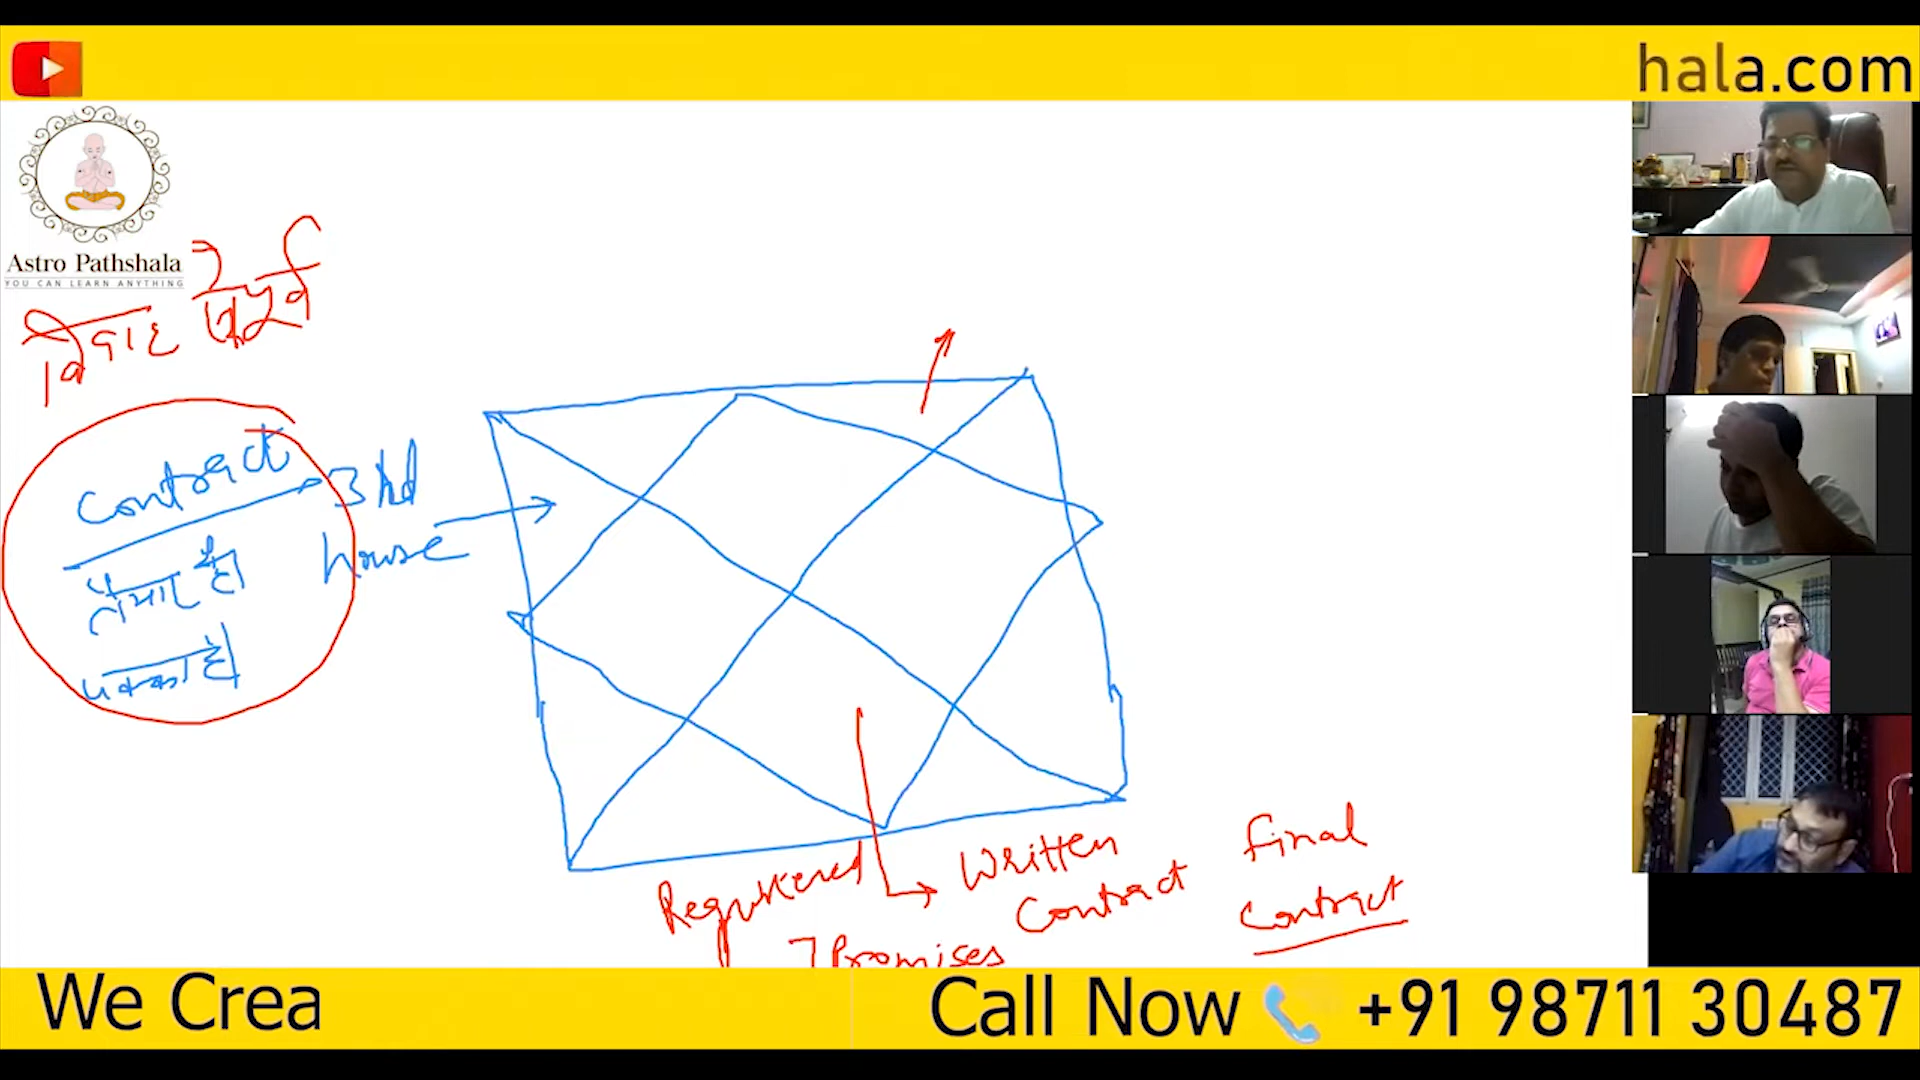 hala.com
Astro Pathshala
YOU CAN LEARN ANYTHING
विवाह से पूर्व
Contract
3rd
house
तैयार है
पक्का है
Registered
Written
Contract
Final
Contract
7 Promises
We Crea
Call Now +91 98711 30487